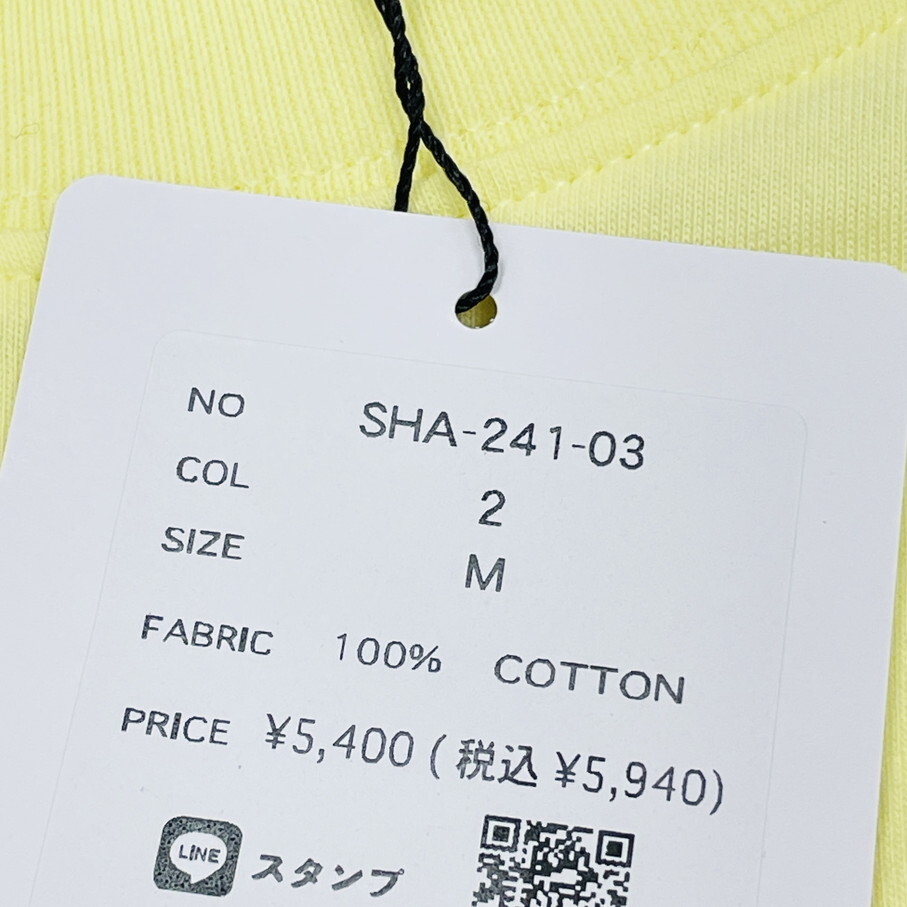 NO SHA-241-03
COL 2
SIZE M
FABRIC 100% COTTON
PRICE ¥5,400 (税込 ¥5,940)
LINE スタンプ